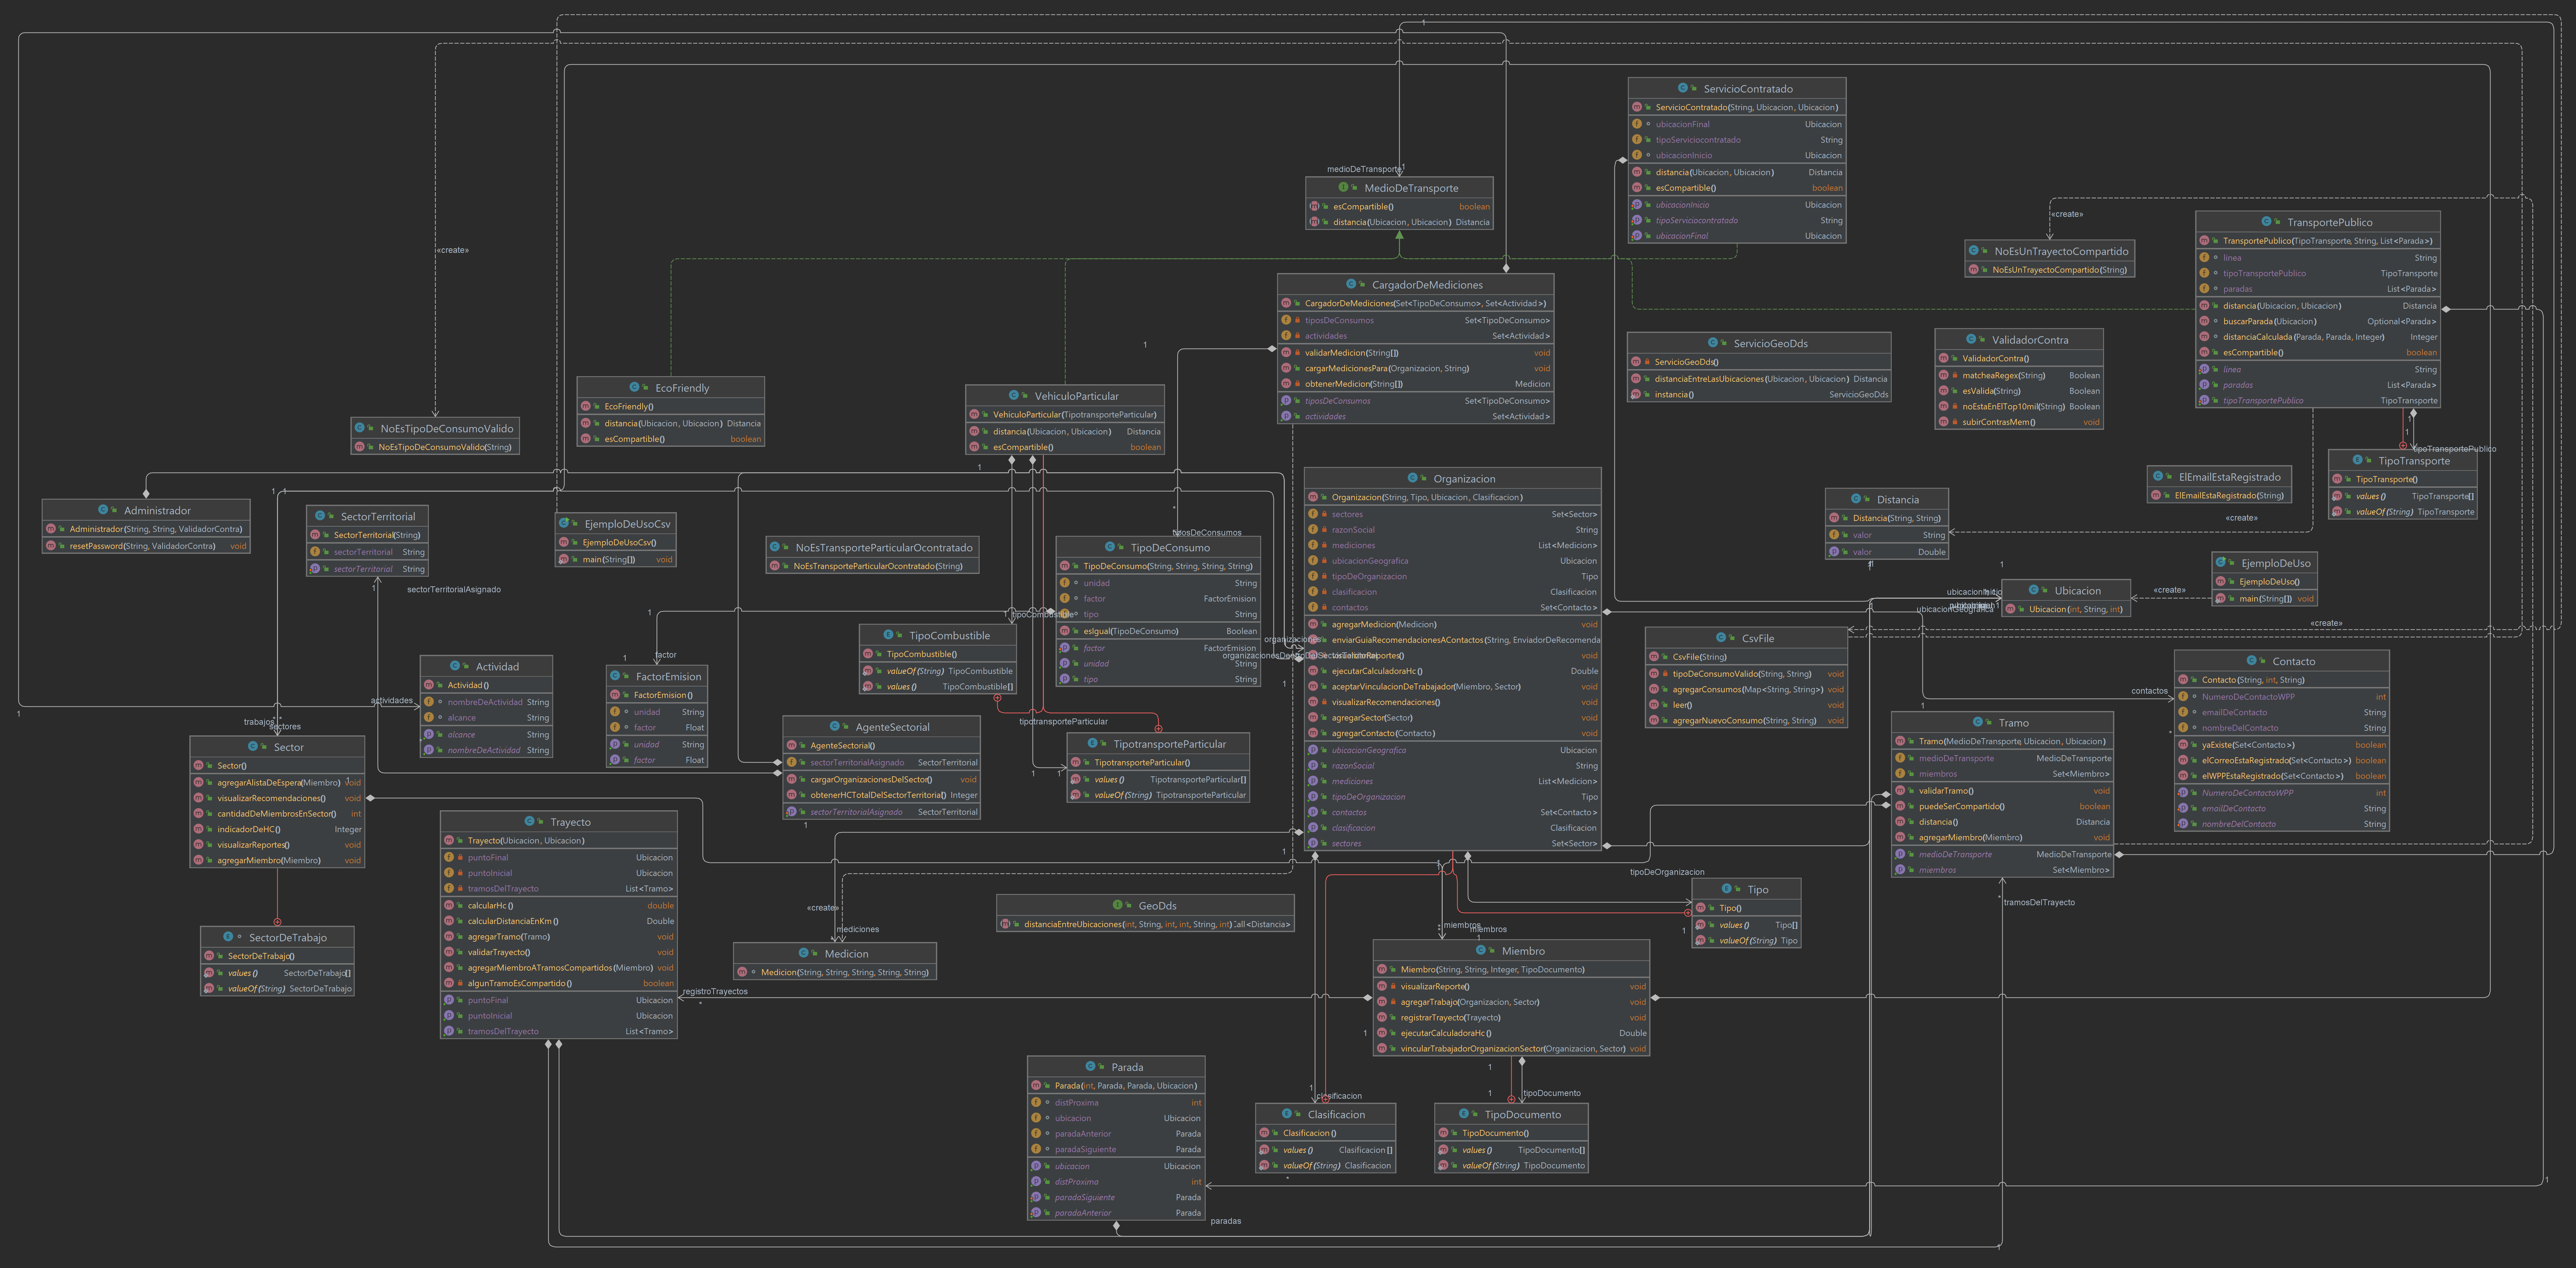 1
medioDeTransporte
1
MedioDeTransporte
esCompartible() boolean
distancia(Ubicacion, Ubicacion) Distancia
ServicioContratado
ServicioContratado(String, Ubicacion, Ubicacion)
ubicacionFinal Ubicacion
tipoServiciocontratado String
ubicacionInicio Ubicacion
distancia(Ubicacion, Ubicacion) Distancia
esCompartible() boolean
ubicacionInicio Ubicacion
tipoServiciocontratado String
ubicacionFinal Ubicacion
«create»
NoEsUnTrayectoCompartido
NoEsUnTrayectoCompartido(String)
TransportePublico
TransportePublico(TipoTransporte, String, List<Parada>)
linea String
tipoTransportePublico TipoTransporte
paradas List<Parada>
distancia(Ubicacion, Ubicacion) Distancia
buscarParada(Ubicacion) Optional<Parada>
distanciaCalculada(Parada, Parada, Integer) Integer
esCompartible() boolean
linea String
paradas List<Parada>
tipoTransportePublico TipoTransporte
«create»
CargadorDeMediciones
CargadorDeMediciones(Set<TipoDeConsumo>, Set<Actividad>)
tiposDeConsumos Set<TipoDeConsumo>
actividades Set<Actividad>
validarMedicion(String[]) void
cargarMedicionesPara(Organizacion, String) void
obtenerMedicion(String[]) Medicion
tiposDeConsumos Set<TipoDeConsumo>
actividades Set<Actividad>
1
ServicioGeoDds
ServicioGeoDds()
distanciaEntreLasUbicaciones(Ubicacion, Ubicacion) Distancia
instancia() ServicioGeoDds
ValidadorContra
ValidadorContra()
matcheaRegex(String) Boolean
esValida(String) Boolean
noEstaEnElTop10mil(String) Boolean
subirContrasMem() void
EcoFriendly
EcoFriendly()
distancia(Ubicacion, Ubicacion) Distancia
esCompartible() boolean
VehiculoParticular
VehiculoParticular(TipotransporteParticular)
distancia(Ubicacion, Ubicacion) Distancia
esCompartible() boolean
NoEsTipoDeConsumoValido
NoEsTipoDeConsumoValido(String)
1
1
tipoTransportePublico
TipoTransporte
TipoTransporte()
values() TipoTransporte[]
valueOf(String) TipoTransporte
ElEmailEstaRegistrado
ElEmailEstaRegistrado(String)
1
1
1
Administrador
Administrador(String, String, ValidadorContra)
resetPassword(String, ValidadorContra) void
SectorTerritorial
SectorTerritorial(String)
sectorTerritorial String
sectorTerritorial String
1
sectorTerritorialAsignado
EjemploDeUsoCsv
EjemploDeUsoCsv()
main(String[]) void
NoEsTransporteParticularOcontratado
NoEsTransporteParticularOcontratado(String)
*
tiposDeConsumos
TipoDeConsumo
TipoDeConsumo(String, String, String, String)
unidad String
factor FactorEmision
tipo String
esIgual(TipoDeConsumo) Boolean
factor FactorEmision
unidad String
tipo String
Organizacion
Organizacion(String, Tipo, Ubicacion, Clasificacion)
sectores Set<Sector>
razonSocial String
mediciones List<Medicion>
ubicacionGeografica Ubicacion
tipoDeOrganizacion Tipo
clasificacion Clasificacion
contactos Set<Contacto>
agregarMedicion(Medicion) void
enviarGuiaRecomendacionesAContactos(String, EnviadorDeRecomenda
void
ejecutarCalculadoraHc() Double
aceptarVinculacionDeTrabajador(Miembro, Sector) void
visualizarRecomendaciones() void
agregarSector(Sector) void
agregarContacto(Contacto) void
ubicacionGeografica Ubicacion
razonSocial String
mediciones List<Medicion>
tipoDeOrganizacion Tipo
contactos Set<Contacto>
clasificacion Clasificacion
sectores Set<Sector>
Distancia
Distancia(String, String)
valor String
valor Double
«create»
1
Ubicacion
Ubicacion(int, String, int)
ubicacionGeografica
«create»
EjemploDeUso
EjemploDeUso()
main(String[]) void
«create»
1
tipoCombustible
TipoCombustible
TipoCombustible()
valueOf(String) TipoCombustible
values() TipoCombustible[]
1
factor
FactorEmision
FactorEmision()
unidad String
factor Float
unidad String
factor Float
CsvFile
CsvFile(String)
tipoDeConsumoValido(String, String) void
agregarConsumos(Map<String, String>) void
leer() void
agregarNuevoConsumo(String, String) void
contactos
*
Contacto
Contacto(String, int, String)
NumeroDeContactoWPP int
emailDeContacto String
nombreDelContacto String
yaExiste(Set<Contacto>) boolean
elCorreoEstaRegistrado(Set<Contacto>) boolean
elWPPEstaRegistrado(Set<Contacto>) boolean
NumeroDeContactoWPP int
emailDeContacto String
nombreDelContacto String
1
actividades
Actividad
Actividad()
nombreDeActividad String
alcance String
alcance String
nombreDeActividad String
1
AgenteSectorial
AgenteSectorial()
sectorTerritorialAsignado SectorTerritorial
cargarOrganizacionesDelSector() void
obtenerHCTotalDelSectorTerritorial() Integer
sectorTerritorialAsignado SectorTerritorial
1
tipotransporteParticular
1
1
TipotransporteParticular
TipotransporteParticular()
values() TipotransporteParticular[]
valueOf(String) TipotransporteParticular
1
Tramo
Tramo(MedioDeTransporte, Ubicacion, Ubicacion)
medioDeTransporte MedioDeTransporte
miembros Set<Miembro>
validarTramo() void
puedeSerCompartido() boolean
distancia() Distancia
agregarMiembro(Miembro) void
medioDeTransporte MedioDeTransporte
miembros Set<Miembro>
*
tramosDelTrayecto
trabajos
sectores
Sector
Sector()
agregarAlistaDeEspera(Miembro) void
visualizarRecomendaciones() void
cantidadDeMiembrosEnSector() int
indicadorDeHC() Integer
visualizarReportes() void
agregarMiembro(Miembro) void
SectorDeTrabajo
SectorDeTrabajo()
values() SectorDeTrabajo[]
valueOf(String) SectorDeTrabajo
Trayecto
Trayecto(Ubicacion, Ubicacion)
puntoFinal Ubicacion
puntoInicial Ubicacion
tramosDelTrayecto List<Tramo>
calcularHc() double
calcularDistanciaEnKm() Double
agregarTramo(Tramo) void
validarTrayecto() void
agregarMiembroATramosCompartidos(Miembro) void
algunTramoEsCompartido() boolean
puntoFinal Ubicacion
puntoInicial Ubicacion
tramosDelTrayecto List<Tramo>
registroTrayectos
*
«create»
mediciones
Medicion
Medicion(String, String, String, String, String)
GeoDds
distanciaEntreUbicaciones(int, String, int, int, String, int)
1
tipoDeOrganizacion
Tipo
Tipo()
values() Tipo[]
valueOf(String) Tipo
1
miembros
miembros
Miembro
Miembro(String, String, Integer, TipoDocumento)
visualizarReporte() void
agregarTrabajo(Organizacion, Sector) void
registrarTrayecto(Trayecto) void
ejecutarCalculadoraHc() Double
vincularTrabajadorOrganizacionSector(Organizacion, Sector) void
1
1
1
tipoDocumento
TipoDocumento
TipoDocumento()
values() TipoDocumento[]
valueOf(String) TipoDocumento
1
clasificacion
Clasificacion
Clasificacion()
values() Clasificacion[]
valueOf(String) Clasificacion
*
Parada
Parada(int, Parada, Parada, Ubicacion)
distProxima int
ubicacion Ubicacion
paradaAnterior Parada
paradaSiguiente Parada
ubicacion Ubicacion
distProxima int
paradaSiguiente Parada
paradaAnterior Parada
paradas
1
1